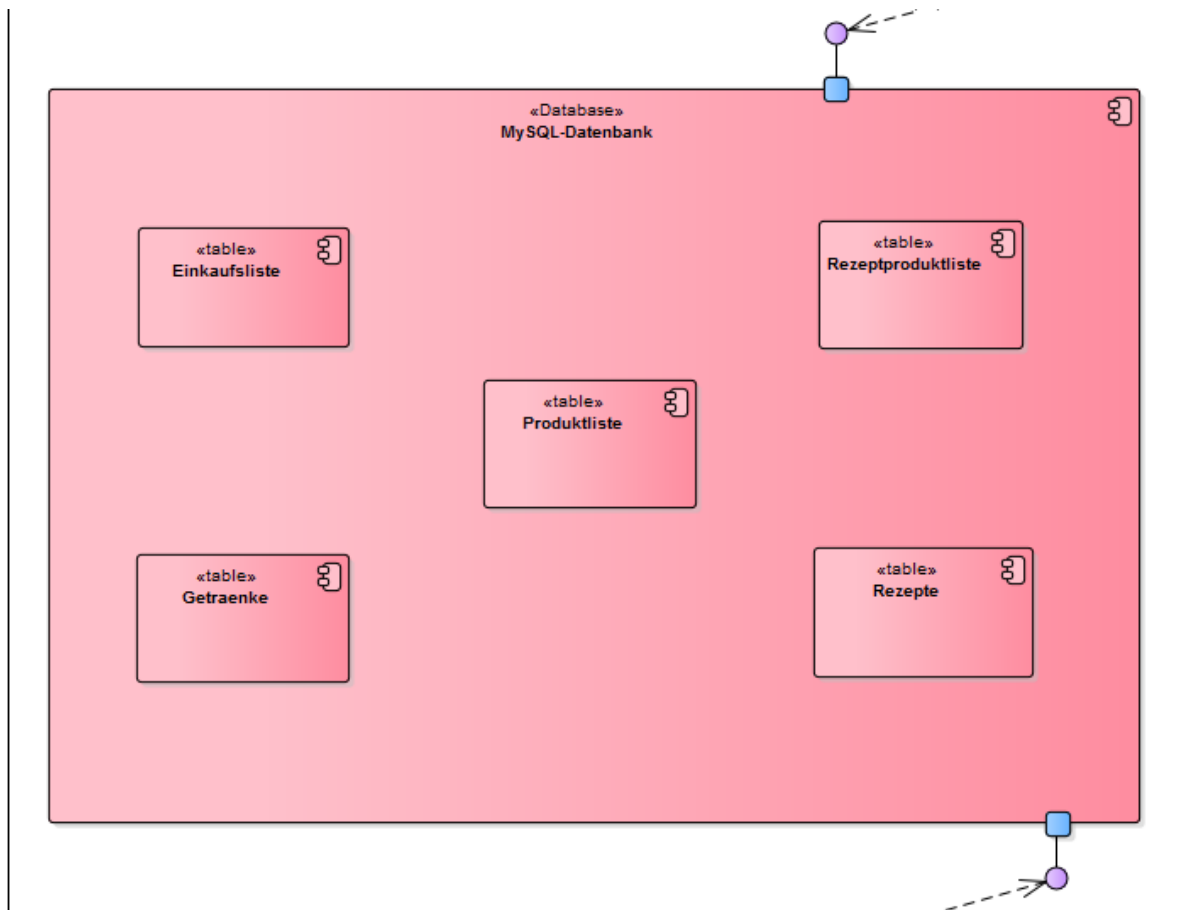 «Database»
MySQL-Datenbank
«table»
Einkaufsliste
«table»
Rezeptproduktliste
«table»
Produktliste
«table»
Getraenke
«table»
Rezepte